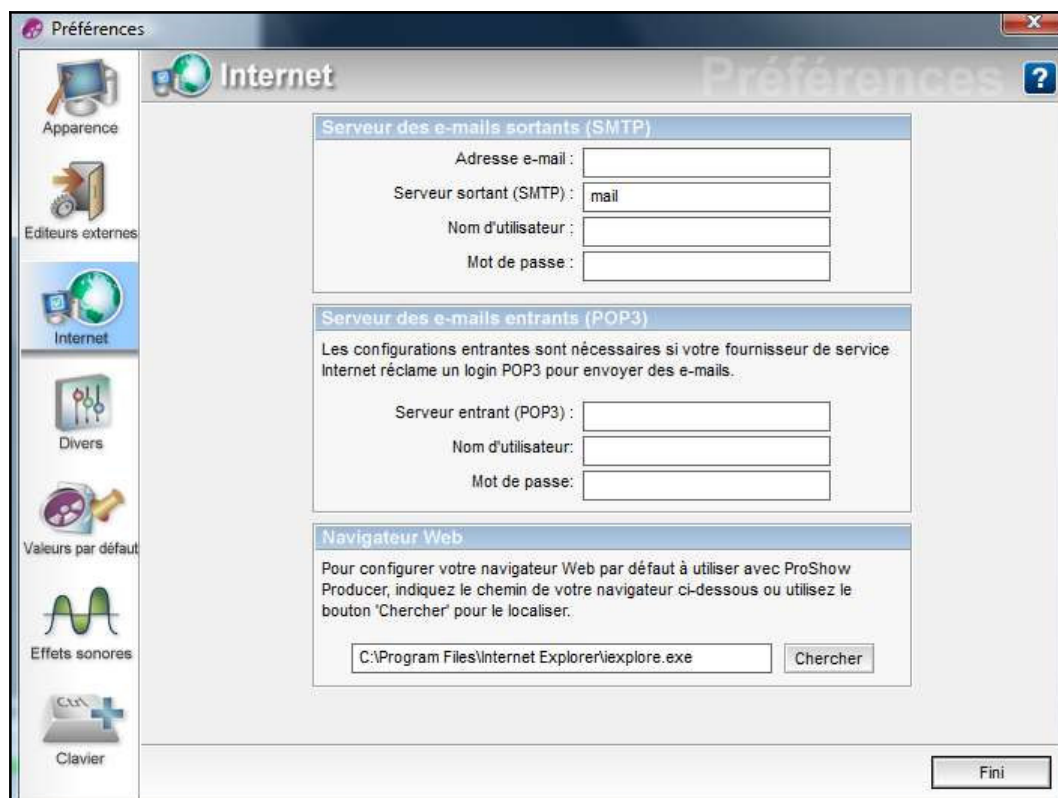 Préférences
Internet
Préférences
?
Apparence
Editeurs externes
Internet
Divers
Valeurs par défaut
Effets sonores
Ctrl
Clavier
Serveur des e-mails sortants (SMTP)
Adresse e-mail :
Serveur sortant (SMTP) : mail
Nom d'utilisateur :
Mot de passe :
Serveur des e-mails entrants (POP3)
Les configurations entrantes sont nécessaires si votre fournisseur de service
Internet réclame un login POP3 pour envoyer des e-mails.
Serveur entrant (POP3) :
Nom d'utilisateur:
Mot de passe:
Navigateur Web
Pour configurer votre navigateur Web par défaut à utiliser avec ProShow
Producer, indiquez le chemin de votre navigateur ci-dessous ou utilisez le
bouton 'Chercher' pour le localiser.
C:\Program Files\Internet Explorer\iexplore.exe Chercher
Fini